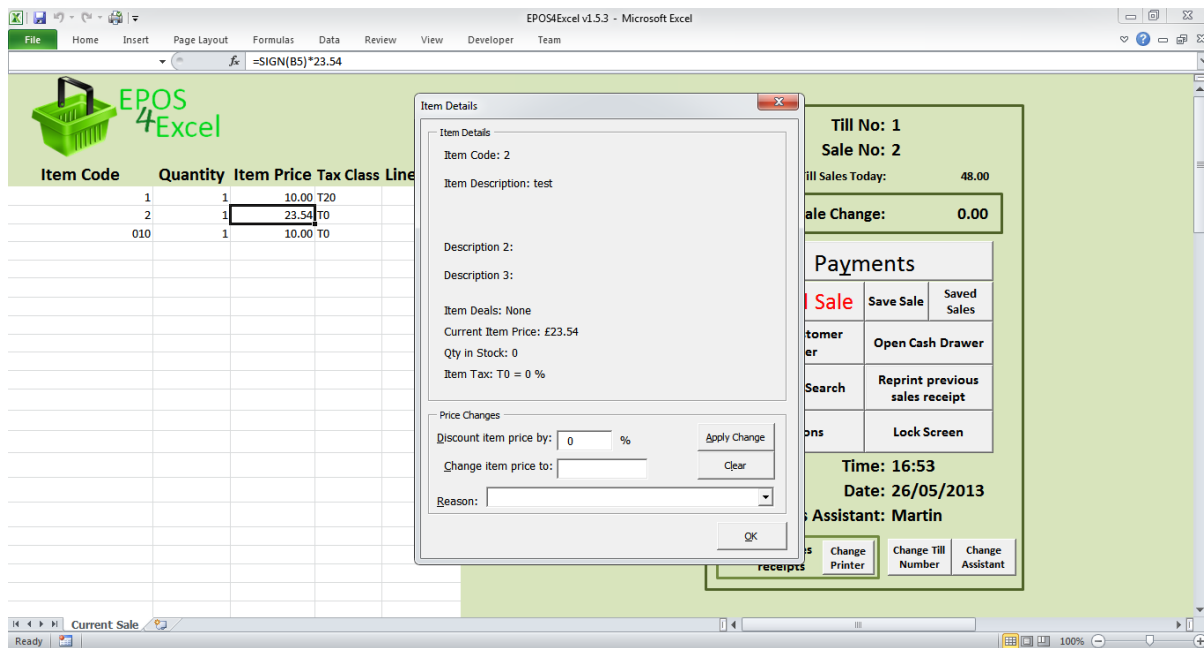 EPOS4Excel v1.5.3 - Microsoft Excel
File Home Insert Page Layout Formulas Data Review View Developer Team
fx =SIGN(B5)*23.54
EPOS
4Excel
Item Code Quantity Item Price Tax Class Line
1 1 10.00 T20
2 1 23.54 T0
010 1 10.00 T0
Item Details
Item Details
Item Code: 2
Item Description: test
Description 2:
Description 3:
Item Deals: None
Current Item Price: £23.54
Qty in Stock: 0
Item Tax: T0 = 0 %
Price Changes
Discount item price by: 0 %
Apply Change
Change item price to:
Clear
Reason:
OK
Till No: 1
Sale No: 2
ill Sales Today: 48.00
ale Change: 0.00
Payments
Sale
Save Sale
Saved
Sales
tomer
er
Open Cash Drawer
Search
Reprint previous
sales receipt
ons
Lock Screen
Time: 16:53
Date: 26/05/2013
s Assistant: Martin
es
receipts
Change
Printer
Change Till
Number
Change
Assistant
Current Sale
Ready
100%